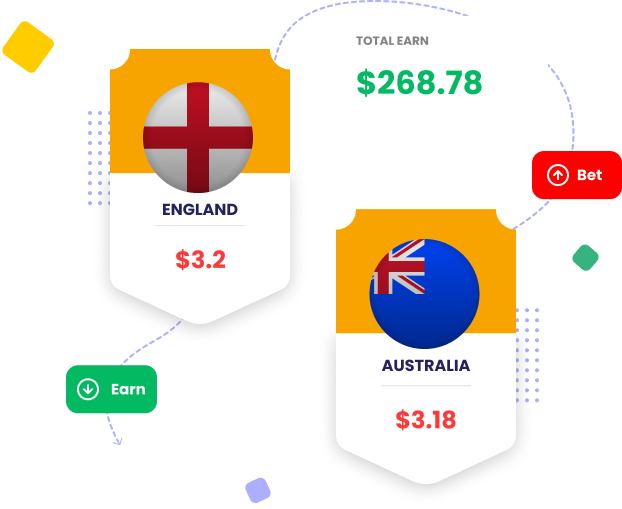 TOTAL EARN
$268.78
ENGLAND
$3.2
Bet
AUSTRALIA
$3.18
Earn